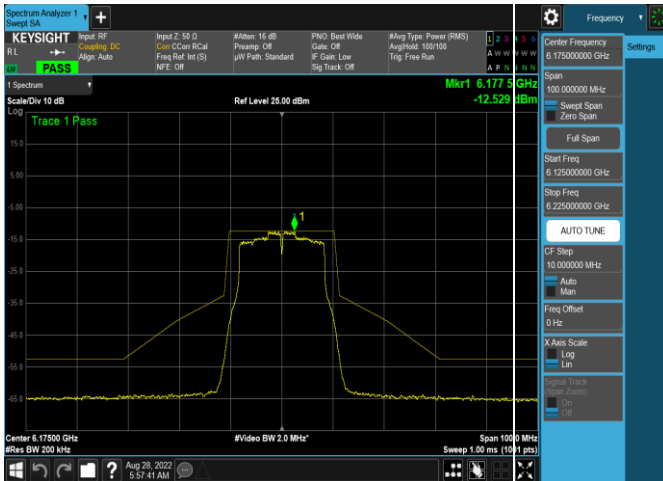 Spectrum Analyzer 1
Swept SA
Frequency
KEYSIGHT
RL
LV
PASS
Input: RF
Coupling: DC
Align: Auto
Input Z: 50 Ω
Corr CCorr RCal
Freq Ref: Int (S)
NFE: Off
#Atten: 16 dB
Preamp: Off
µW Path: Standard
PNO: Best Wide
Gate: Off
IF Gain: Low
Sig Track: Off
#Avg Type: Power (RMS)
Avg|Hold: 100/100
Trig: Free Run
1 2 3 4 5 6
A W W W W W
A P N N N N
1 Spectrum
Scale/Div 10 dB
Ref Level 25.00 dBm
Mkr1 6.177 5 GHz
-12.529 dBm
Log
Trace 1 Pass
15.0
5.00
-5.00
1
-15.0
-25.0
-35.0
-45.0
-55.0
-65.0
Center 6.17500 GHz
#Res BW 200 kHz
#Video BW 2.0 MHz*
Span 100.0 MHz
Sweep 1.00 ms (1001 pts)
?
Aug 28, 2022
5:57:41 AM
Center Frequency
6.175000000 GHz
Settings
Span
100.000000 MHz
Swept Span
Zero Span
Full Span
Start Freq
6.125000000 GHz
Stop Freq
6.225000000 GHz
AUTO TUNE
CF Step
10.000000 MHz
Auto
Man
Freq Offset
0 Hz
X Axis Scale
Log
Lin
Signal Track
(Span Zoom)
On
Off